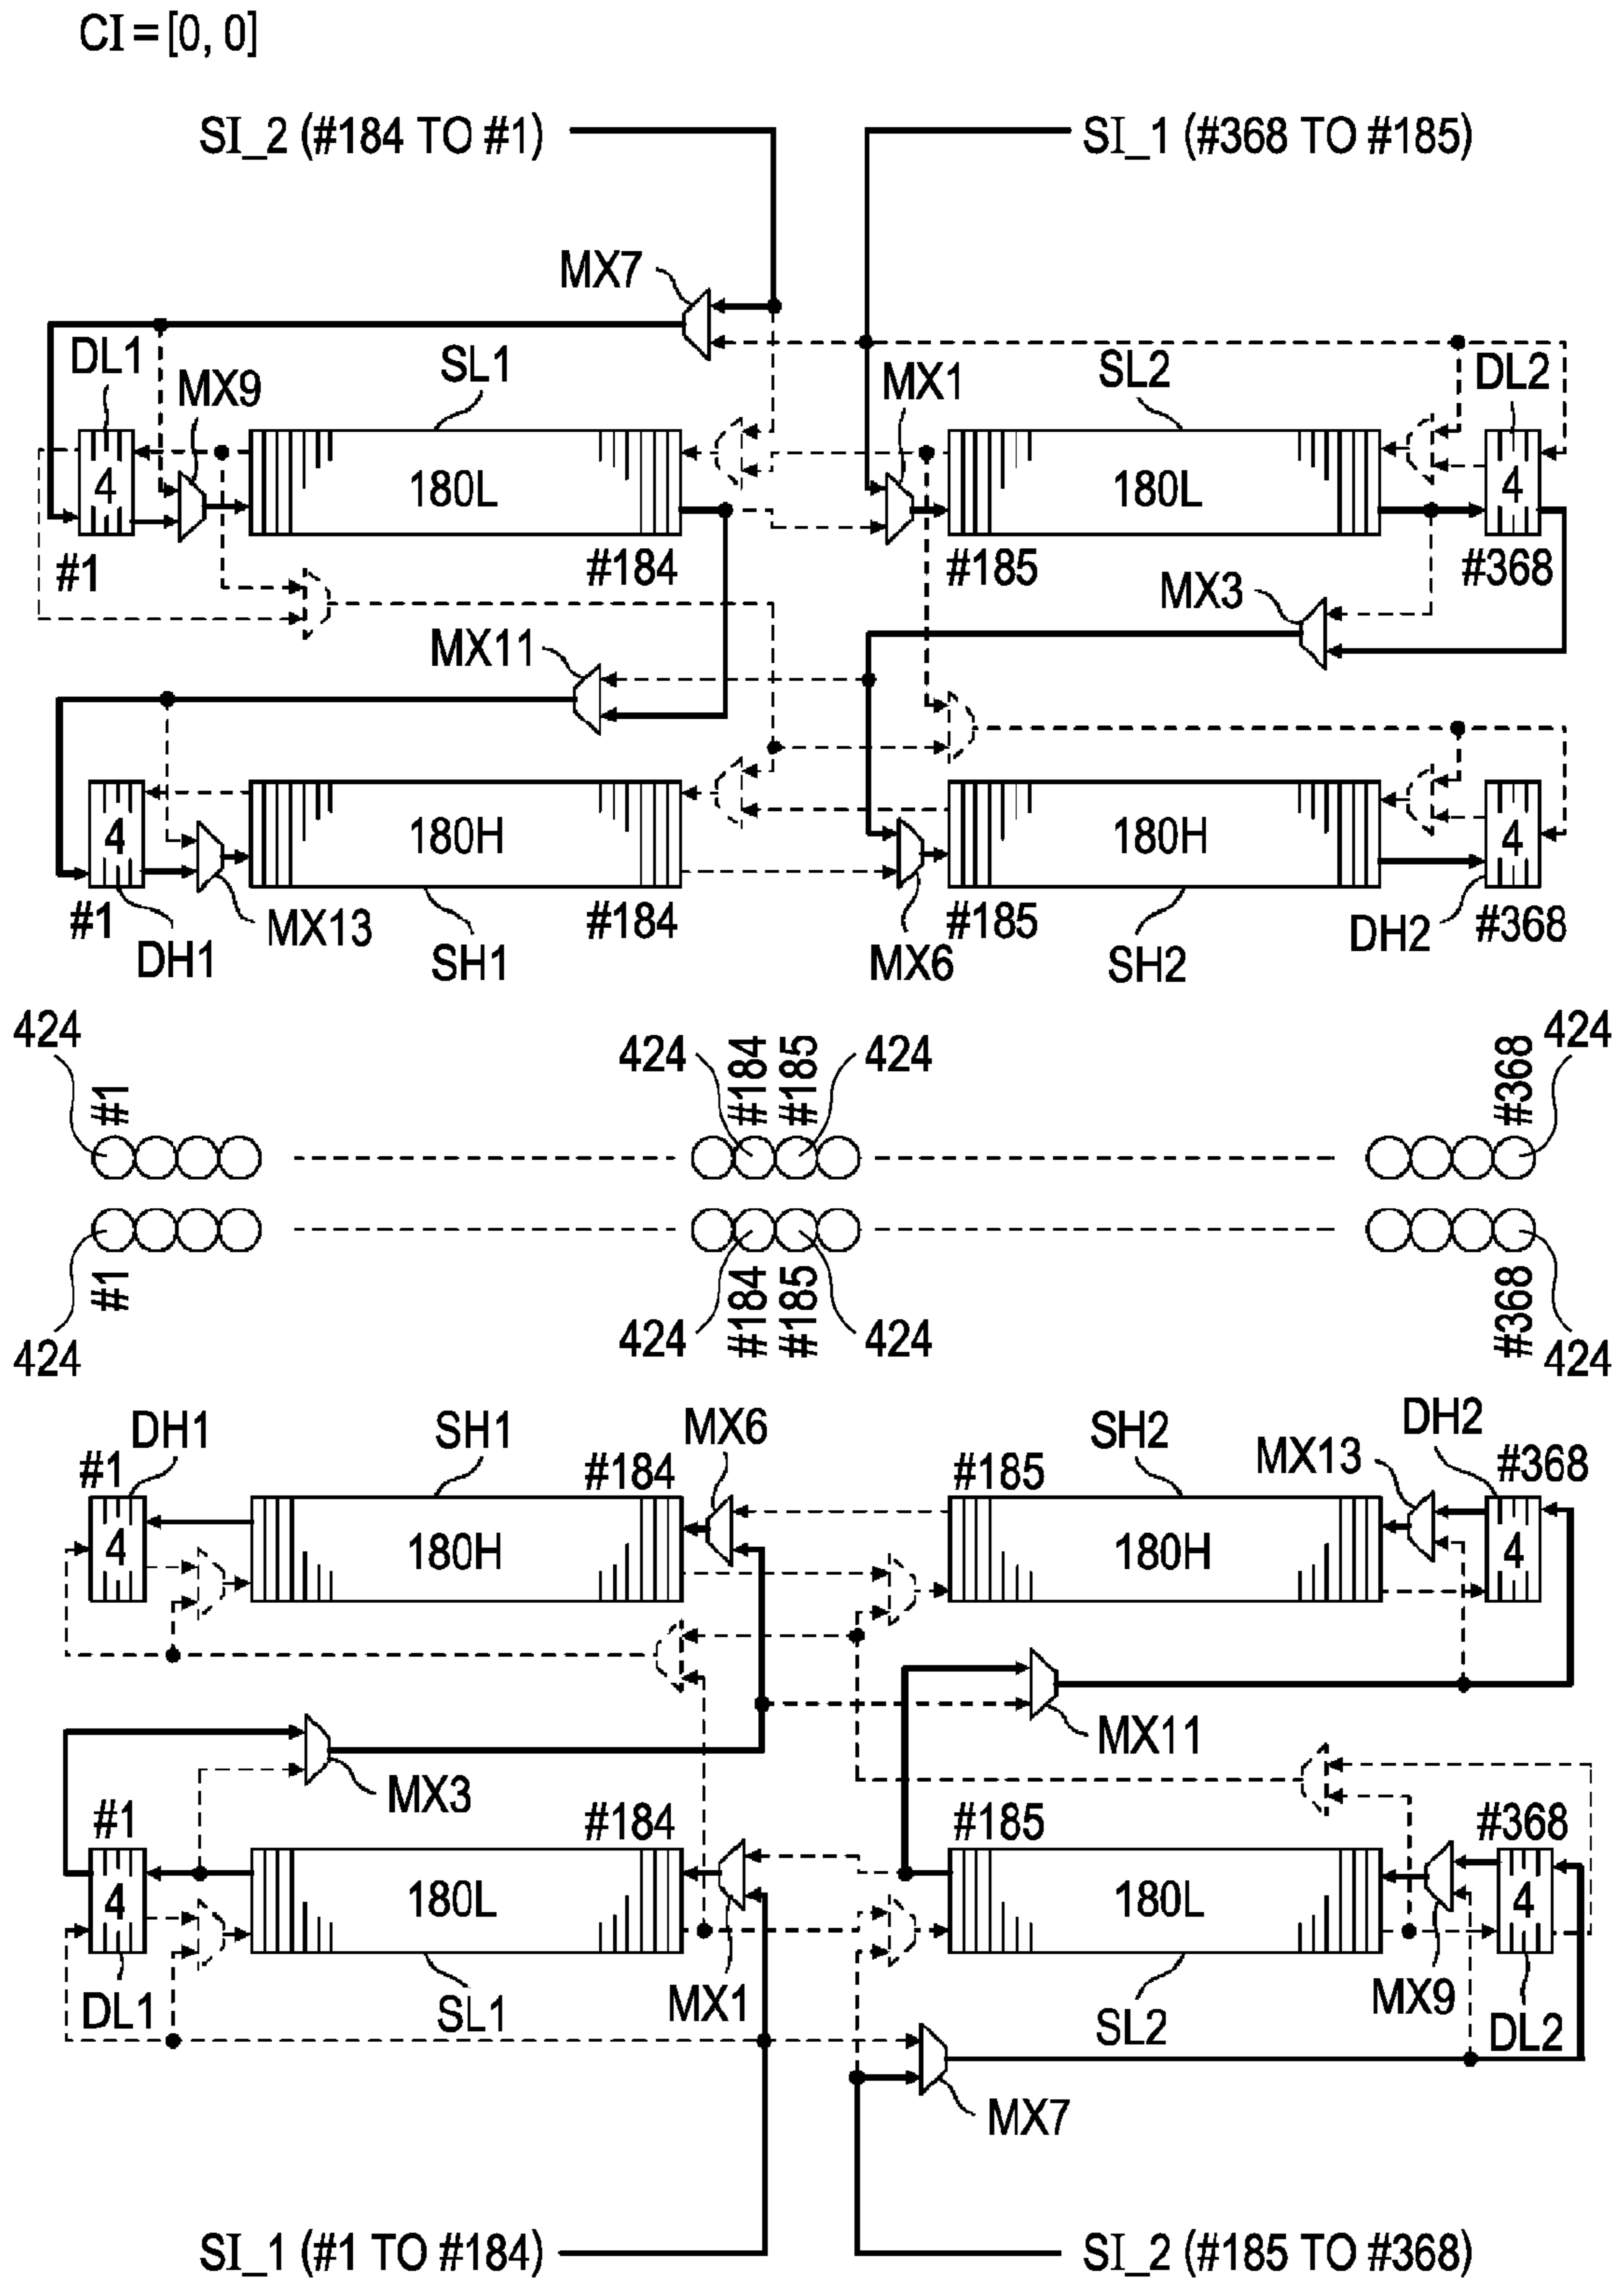 CI = [0, 0]
SI_2 (#184 TO #1) SI_1 (#368 TO #185)
MX7
DL1 MX9 SL1 MX1 SL2 DL2
4 180L 180L 4
#1 #184 #185 #368
MX11 MX3
4 180H 180H 4
#1 DH1 MX13 SH1 #184 MX6 #185 SH2 DH2 #368
424 #1 424 #184 #185 424 #368 424
424 #1 424 #184 #185 424 #368 424
#1 DH1 SH1 #184 MX6 #185 SH2 MX13 DH2 #368
4 180H 180H 4
MX11
MX3
#1 #184 #185 #368
4 180L 180L 4
DL1 SL1 MX1 SL2 MX9 DL2
MX7
SI_1 (#1 TO #184) SI_2 (#185 TO #368)